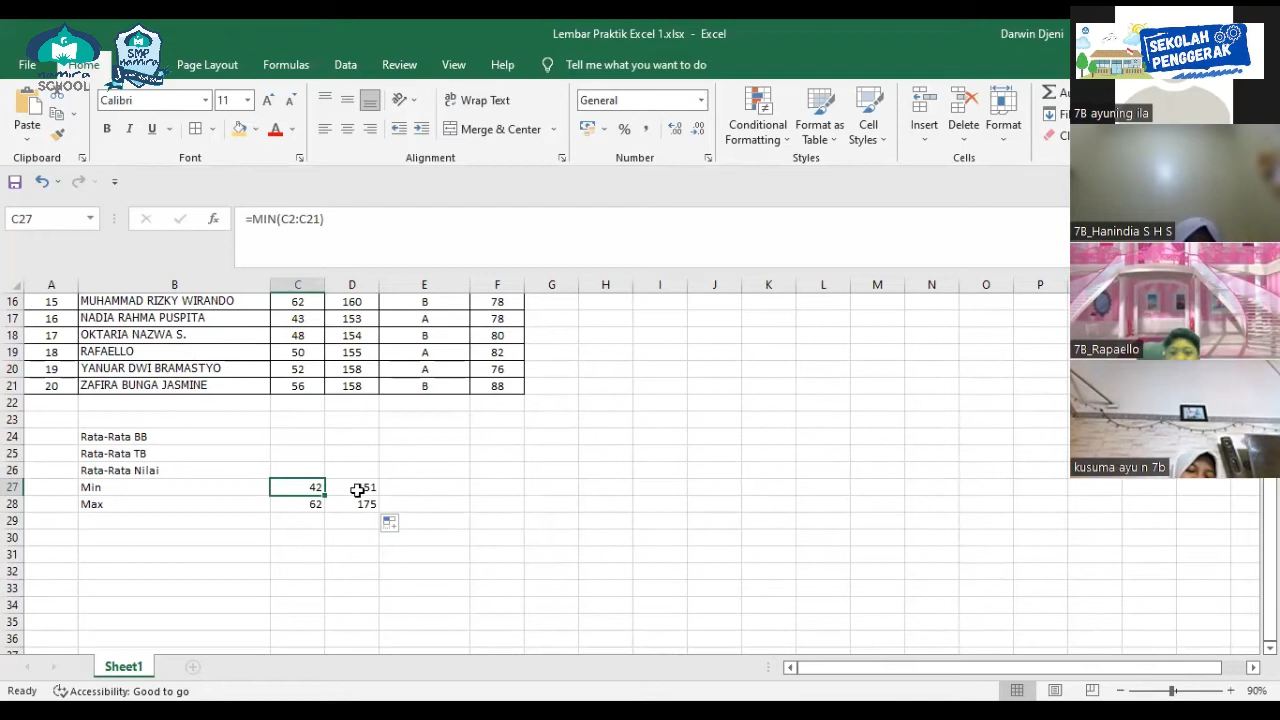 Lembar Praktik Excel 1.xlsx - Excel
Darwin Djeni
SMP
SCHOOL
SEKOLAH PENGGERAK
File Home Page Layout Formulas Data Review View Help Tell me what you want to do
Paste
Calibri 11
Wrap Text
Merge & Center
General
Conditional Formatting
Format as Table
Cell Styles
Insert Delete Format
Clipboard Font Alignment Number Styles Cells
C27 fx =MIN(C2:C21)
A B C D E F G H I J K L M N O P
16 15 MUHAMMAD RIZKY WIRANDO 62 160 B 78
17 16 NADIA RAHMA PUSPITA 43 153 A 78
18 17 OKTARIA NAZWA S. 48 154 B 80
19 18 RAFAELLO 50 155 A 82
20 19 YANUAR DWI BRAMASTYO 52 158 A 76
21 20 ZAFIRA BUNGA JASMINE 56 158 B 88
22
23
24 Rata-Rata BB
25 Rata-Rata TB
26 Rata-Rata Nilai
27 Min 42
28 Max 62 175
29
30
31
32
33
34
35
36
Sheet1
Ready Accessibility: Good to go 90%
7B ayuning ila
7B_Hanindia S H S
7B_Rapaello
kusuma ayu n 7b